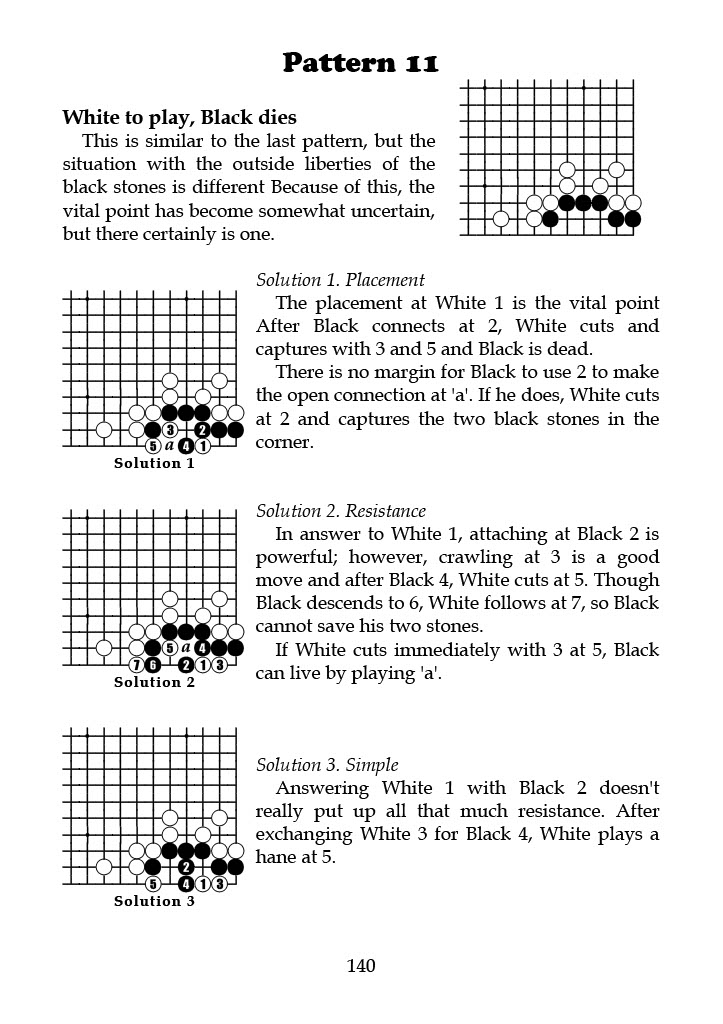 Pattern 11
White to play, Black dies
This is similar to the last pattern, but the
situation with the outside liberties of the
black stones is different Because of this, the
vital point has become somewhat uncertain,
but there certainly is one.
Solution 1. Placement
The placement at White 1 is the vital point
After Black connects at 2, White cuts and
captures with 3 and 5 and Black is dead.
There is no margin for Black to use 2 to make
the open connection at 'a'. If he does, White cuts
at 2 and captures the two black stones in the
corner.
3 2
5 a 4 1
Solution 1
Solution 2. Resistance
In answer to White 1, attaching at Black 2 is
powerful; however, crawling at 3 is a good
move and after Black 4, White cuts at 5. Though
Black descends to 6, White follows at 7, so Black
cannot save his two stones.
If White cuts immediately with 3 at 5, Black
can live by playing 'a'.
5 a 4
7 6 2 1 3
Solution 2
Solution 3. Simple
Answering White 1 with Black 2 doesn't
really put up all that much resistance. After
exchanging White 3 for Black 4, White plays a
hane at 5.
2
5 4 1 3
Solution 3
140